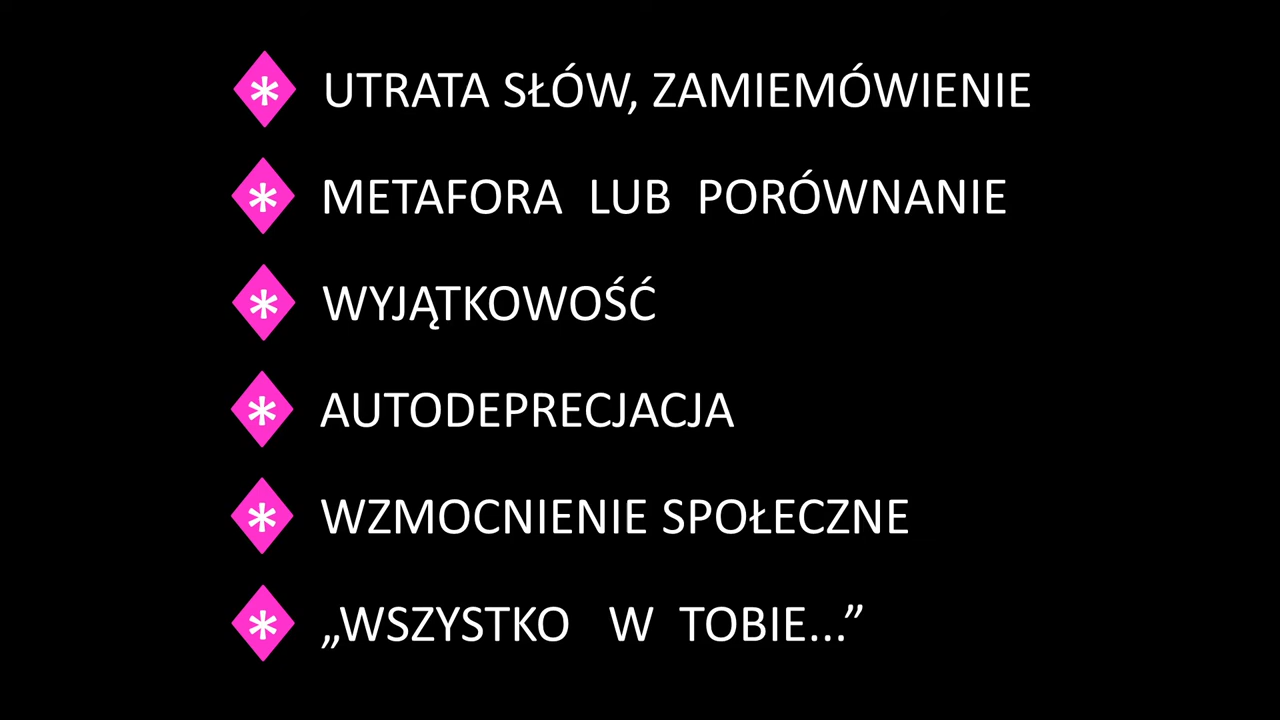 * UTRATA SŁÓW, ZAMIEMÓWIENIE
* METAFORA LUB PORÓWNANIE
* WYJĄTKOWOŚĆ
* AUTODEPRECJACJA
* WZMOCNIENIE SPOŁECZNE
* „WSZYSTKO W TOBIE...”